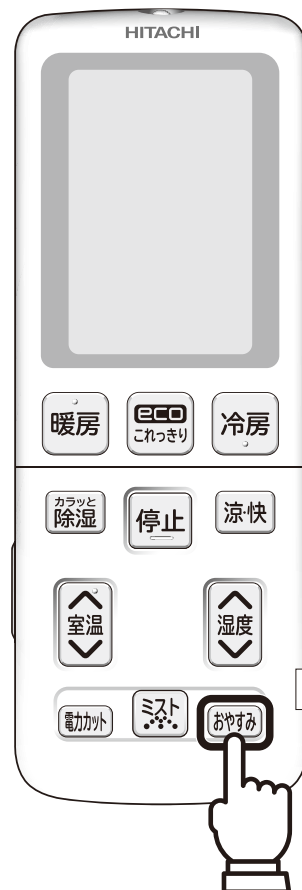 HITACHI
暖房
eco
これっきり
冷房
カラッと
除湿
停止
涼・快
室温
湿度
電力カット
ミスト
おやすみ